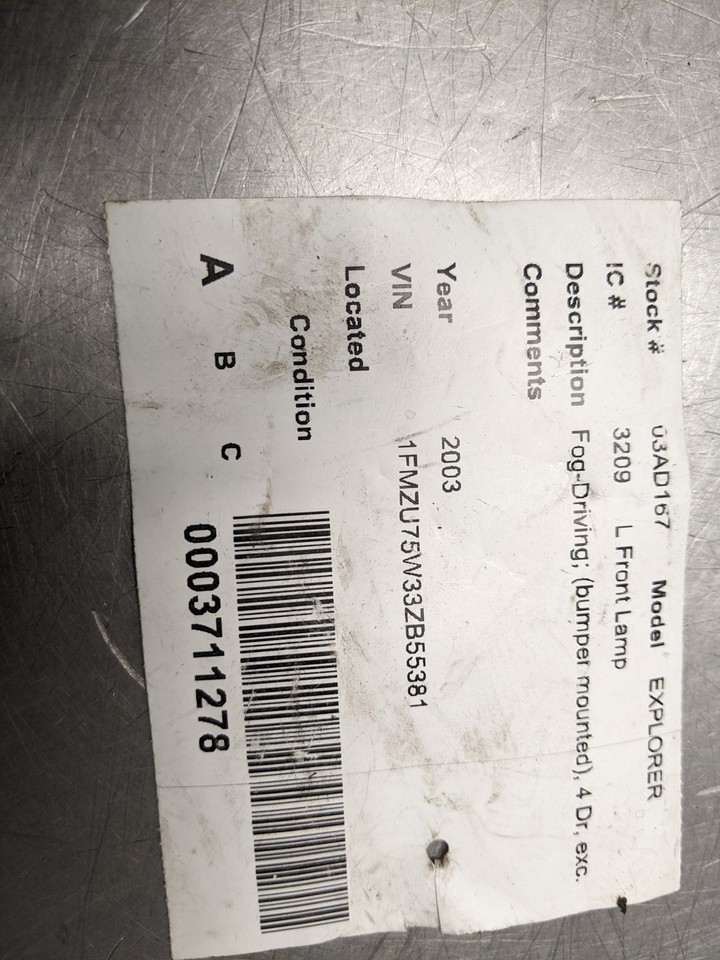 Stock # 03AD167 Model EXPLORER
IC # 3209 L Front Lamp
Description Fog-Driving; (bumper mounted), 4 Dr, exc.
Comments
Year 2003
VIN 1FMZU75W33ZB55381
Located
Condition
A B C
0003711278